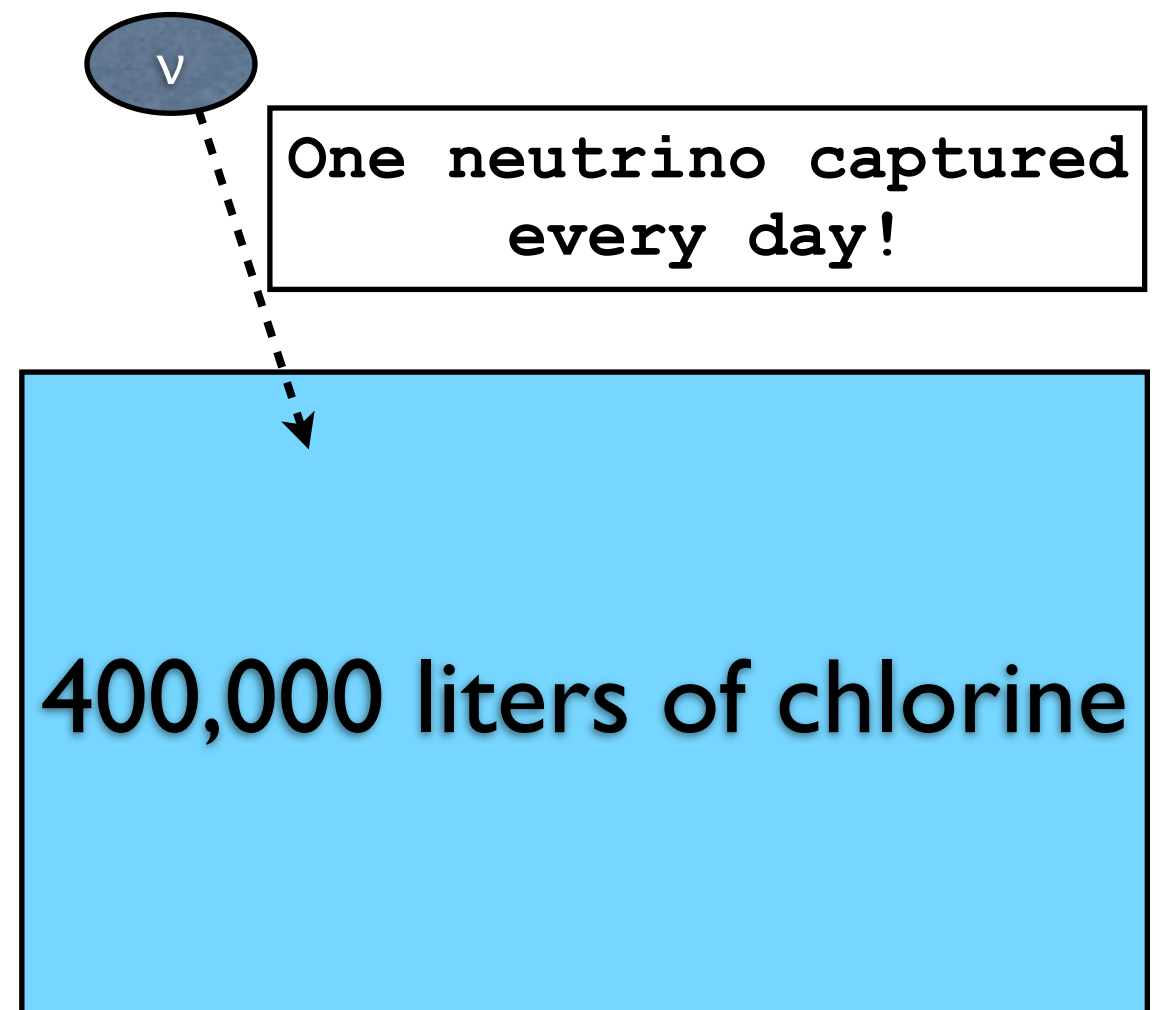 ν
One neutrino captured
every day!
400,000 liters of chlorine